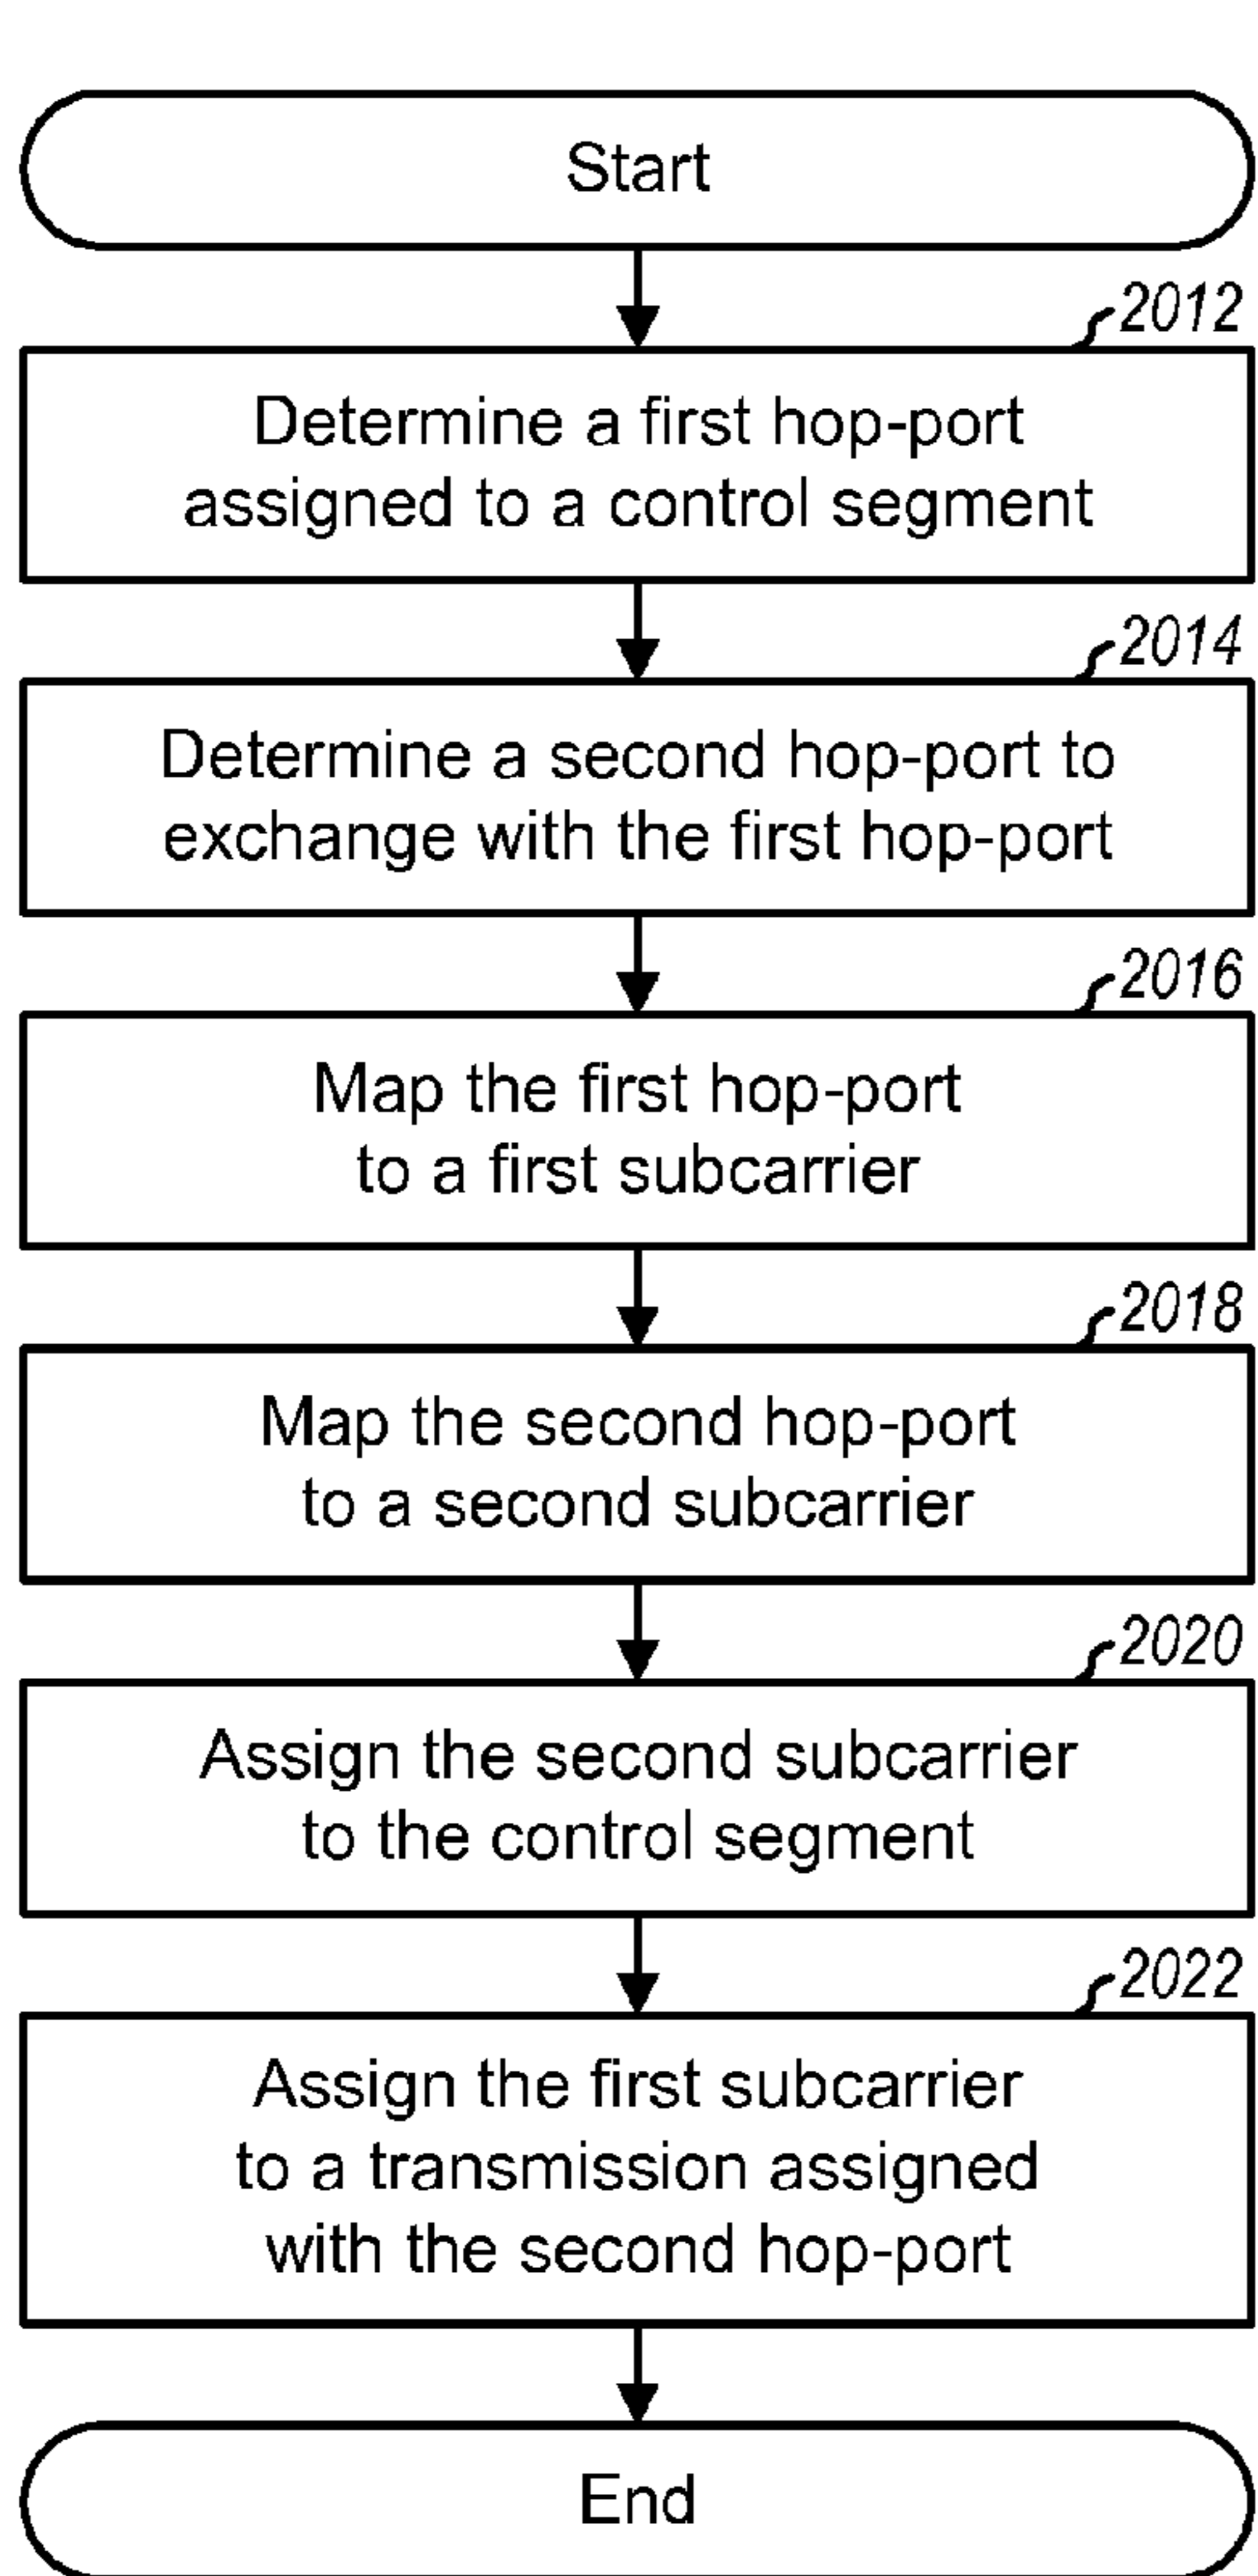 Start
2012
Determine a first hop-port
assigned to a control segment
2014
Determine a second hop-port to
exchange with the first hop-port
2016
Map the first hop-port
to a first subcarrier
2018
Map the second hop-port
to a second subcarrier
2020
Assign the second subcarrier
to the control segment
2022
Assign the first subcarrier
to a transmission assigned
with the second hop-port
End